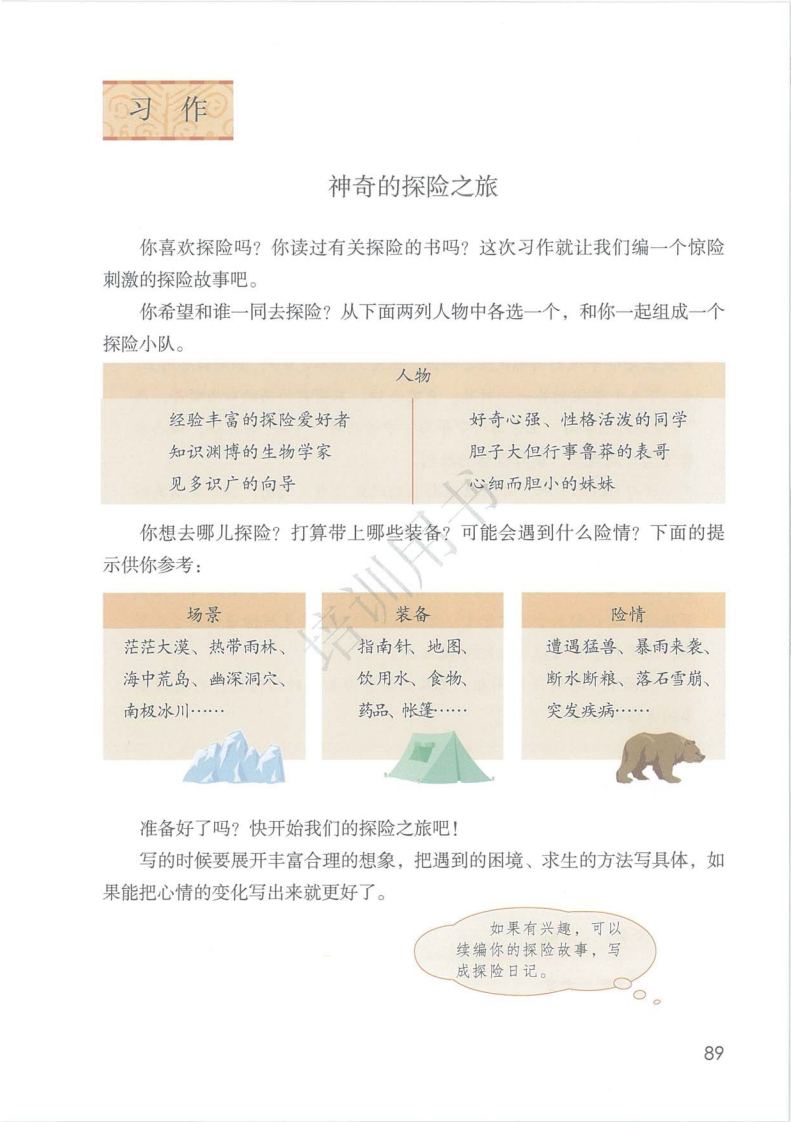 习 作
神奇的探险之旅
你喜欢探险吗？你读过有关探险的书吗？这次习作就让我们编一个惊险
刺激的探险故事吧。
你希望和谁一同去探险？从下面两列人物中各选一个，和你一起组成一个
探险小队。
人物
经验丰富的探险爱好者
知识渊博的生物学家
见多识广的向导
好奇心强、性格活泼的同学
胆子大但行事鲁莽的表哥
心细而胆小的妹妹
你想去哪儿探险？打算带上哪些装备？可能会遇到什么险情？下面的提
示供你参考：
场景
茫茫大漠、热带雨林、
海中荒岛、幽深洞穴、
南极冰川……
装备
指南针、地图、
饮用水、食物、
药品、帐篷……
险情
遭遇猛兽、暴雨来袭、
断水断粮、落石雪崩、
突发疾病……
准备好了吗？快开始我们的探险之旅吧！
写的时候要展开丰富合理的想象，把遇到的困境、求生的方法写具体，如
果能把心情的变化写出来就更好了。
如果有兴趣，可以
续编你的探险故事，写
成探险日记。
89
培训用书